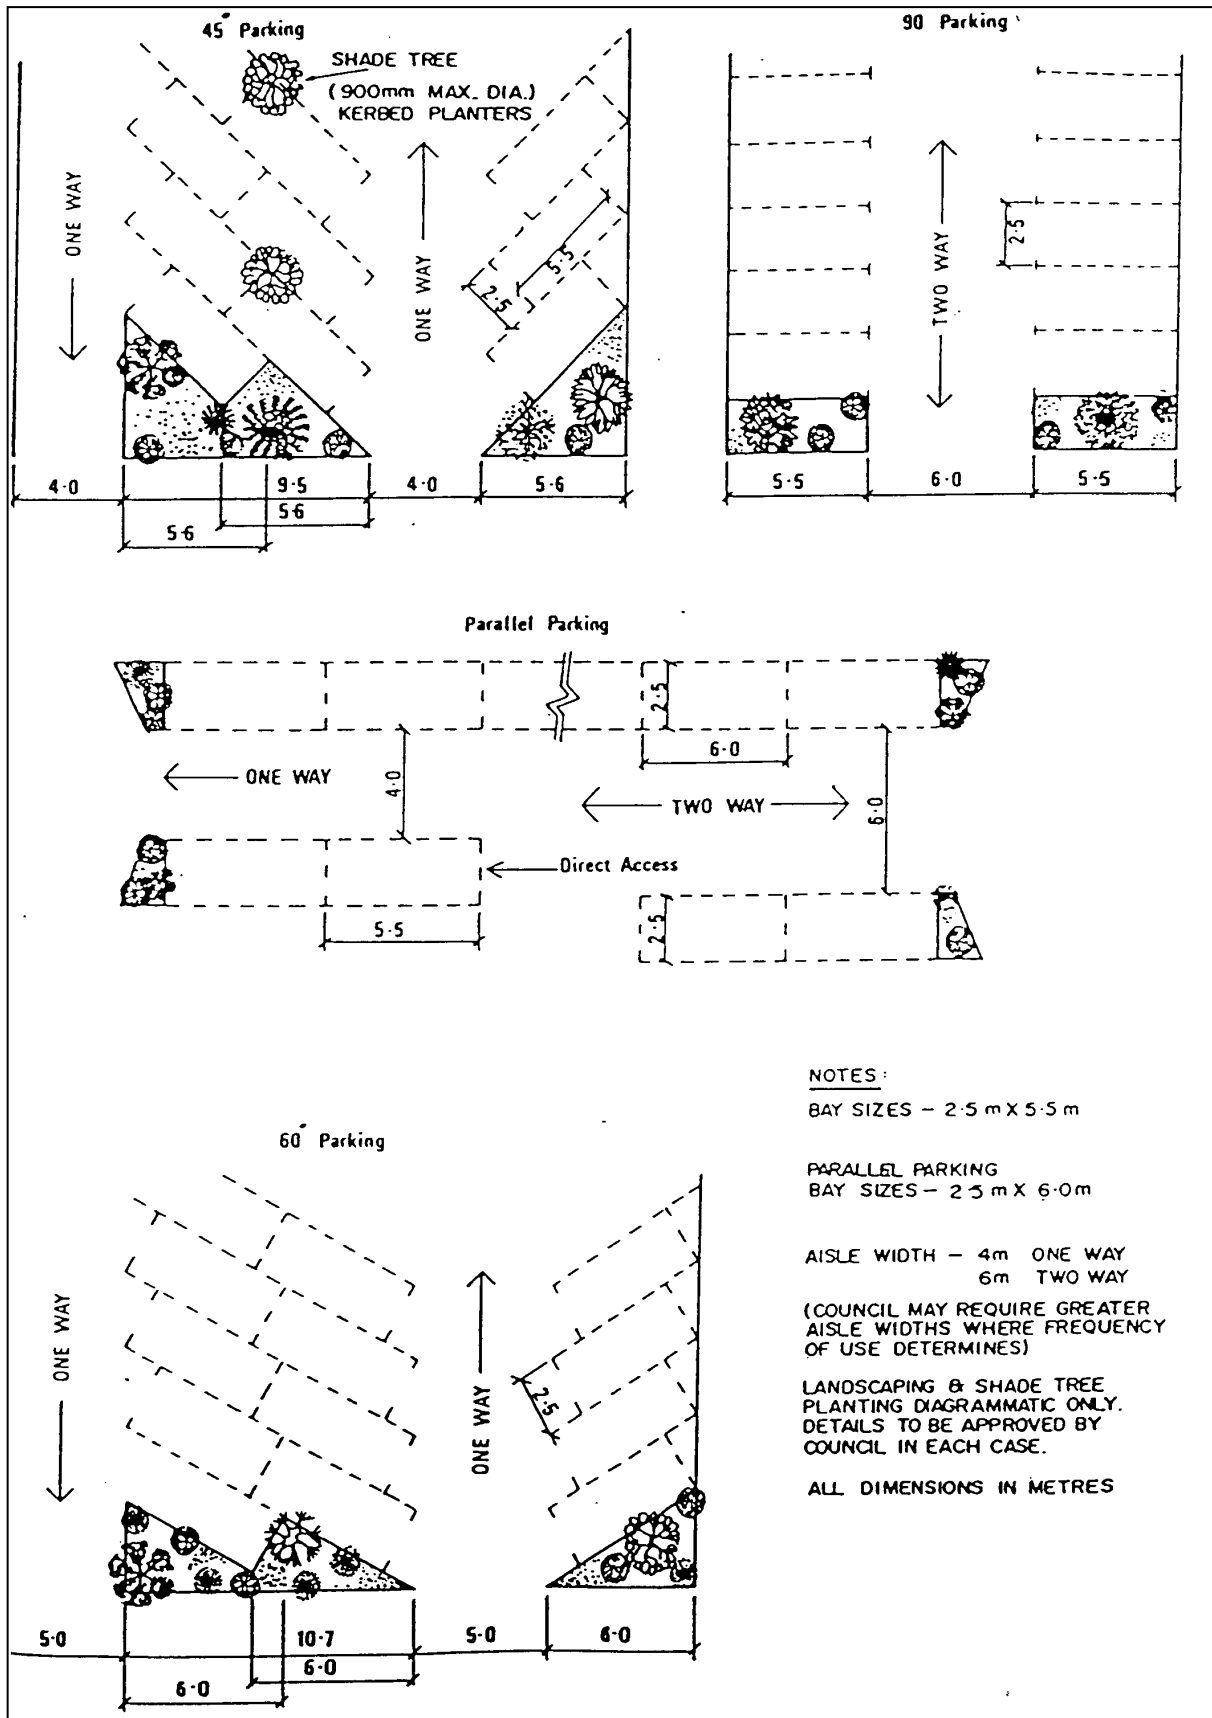 45° Parking
SHADE TREE
(900mm MAX. DIA.)
KERBED PLANTERS
ONE WAY
ONE WAY
5·5
2·5
4·0
9·5
4·0
5·6
5·6
5·6
90 Parking
TWO WAY
2·5
5·5
6·0
5·5
Parallel Parking
2·5
6·0
ONE WAY
4·0
TWO WAY
6·0
Direct Access
5·5
2·5
60° Parking
ONE WAY
ONE WAY
2·5
5·0
10·7
5·0
6·0
6·0
6·0
NOTES:
BAY SIZES – 2·5 m X 5·5 m
PARALLEL PARKING
BAY SIZES – 2·5 m X 6·0m
AISLE WIDTH – 4m ONE WAY
6m TWO WAY
(COUNCIL MAY REQUIRE GREATER
AISLE WIDTHS WHERE FREQUENCY
OF USE DETERMINES)
LANDSCAPING & SHADE TREE
PLANTING DIAGRAMMATIC ONLY.
DETAILS TO BE APPROVED BY
COUNCIL IN EACH CASE.
ALL DIMENSIONS IN METRES